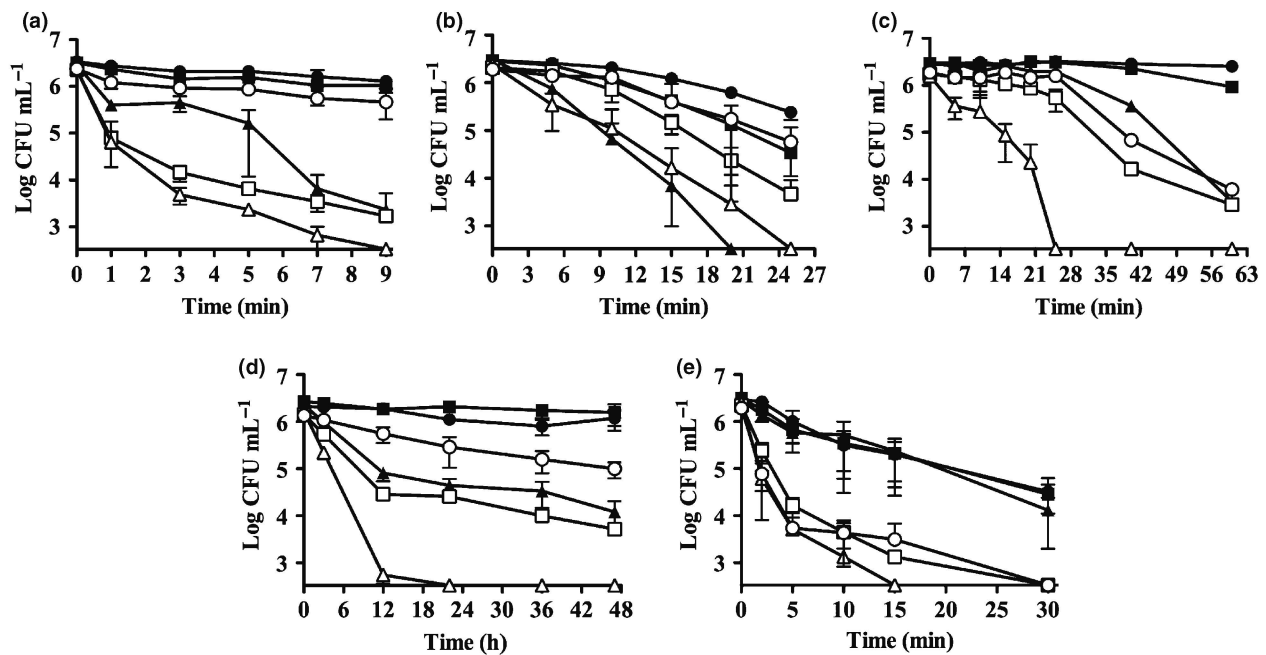 (a)
7
6
5
4
3
Log CFU mL⁻¹
0 1 2 3 4 5 6 7 8 9
Time (min)
(b)
7
6
5
4
3
Log CFU mL⁻¹
0 3 6 9 12 15 18 21 24 27
Time (min)
(c)
7
6
5
4
3
Log CFU mL⁻¹
0 7 14 21 28 35 42 49 56 63
Time (min)
(d)
7
6
5
4
3
Log CFU mL⁻¹
0 6 12 18 24 30 36 42 48
Time (h)
(e)
7
6
5
4
3
Log CFU mL⁻¹
0 5 10 15 20 25 30
Time (min)